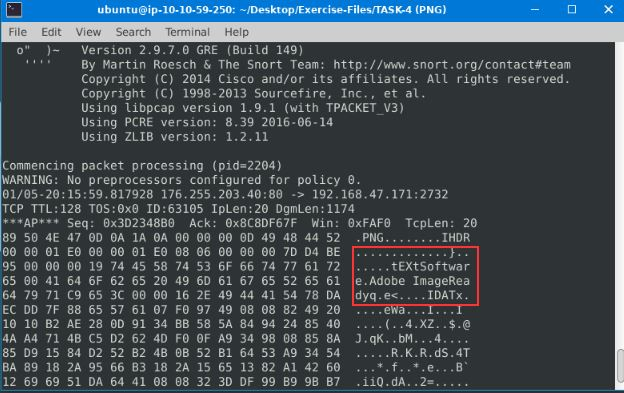 ubuntu@ip-10-10-59-250: ~/Desktop/Exercise-Files/TASK-4 (PNG)
File Edit View Search Terminal Help
o"  )~   Version 2.9.7.0 GRE (Build 149)
''''    By Martin Roesch & The Snort Team: http://www.snort.org/contact#team
Copyright (C) 2014 Cisco and/or its affiliates. All rights reserved.
Copyright (C) 1998-2013 Sourcefire, Inc., et al.
Using libpcap version 1.9.1 (with TPACKET_V3)
Using PCRE version: 8.39 2016-06-14
Using ZLIB version: 1.2.11
Commencing packet processing (pid=2204)
WARNING: No preprocessors configured for policy 0.
01/05-20:15:59.817928 176.255.203.40:80 -> 192.168.47.171:2732
TCP TTL:128 TOS:0x0 ID:63105 IpLen:20 DgmLen:1174
***AP*** Seq: 0x3D2348B0  Ack: 0x8C8DF67F  Win: 0xFAF0  TcpLen: 20
89 50 4E 47 0D 0A 1A 0A 00 00 00 0D 49 48 44 52  .PNG........IHDR
00 00 01 E0 00 00 01 E0 08 06 00 00 00 7D D4 BE  .............}..
95 00 00 00 19 74 45 58 74 53 6F 66 74 77 61 72  .....tEXtSoftwar
65 00 41 64 6F 62 65 20 49 6D 61 67 65 52 65 61  e.Adobe ImageRea
64 79 71 C9 65 3C 00 00 16 2E 49 44 41 54 78 DA  dyq.e<....IDATx.
EC DD 7F 88 65 57 61 07 F0 97 49 08 08 82 49 20  ....eWa...I...I
10 10 B2 AE 28 0D 91 34 BB 58 5A 84 94 24 85 40  ....(..4.XZ..$.@
4A A4 71 4B C5 D2 62 4D F0 0F A9 34 98 08 85 8A  J.qK..bM...4....
85 D9 15 84 D2 52 B2 4B 0B 52 B1 64 53 A9 34 54  .....R.K.R.dS.4T
BA 89 18 2A 95 66 B3 18 2A 15 65 13 82 A1 42 60  ...*.f..*.e...B`
12 69 69 51 DA 64 41 08 08 32 3D DF 99 B9 9B B7  .iiQ.dA..2=.....